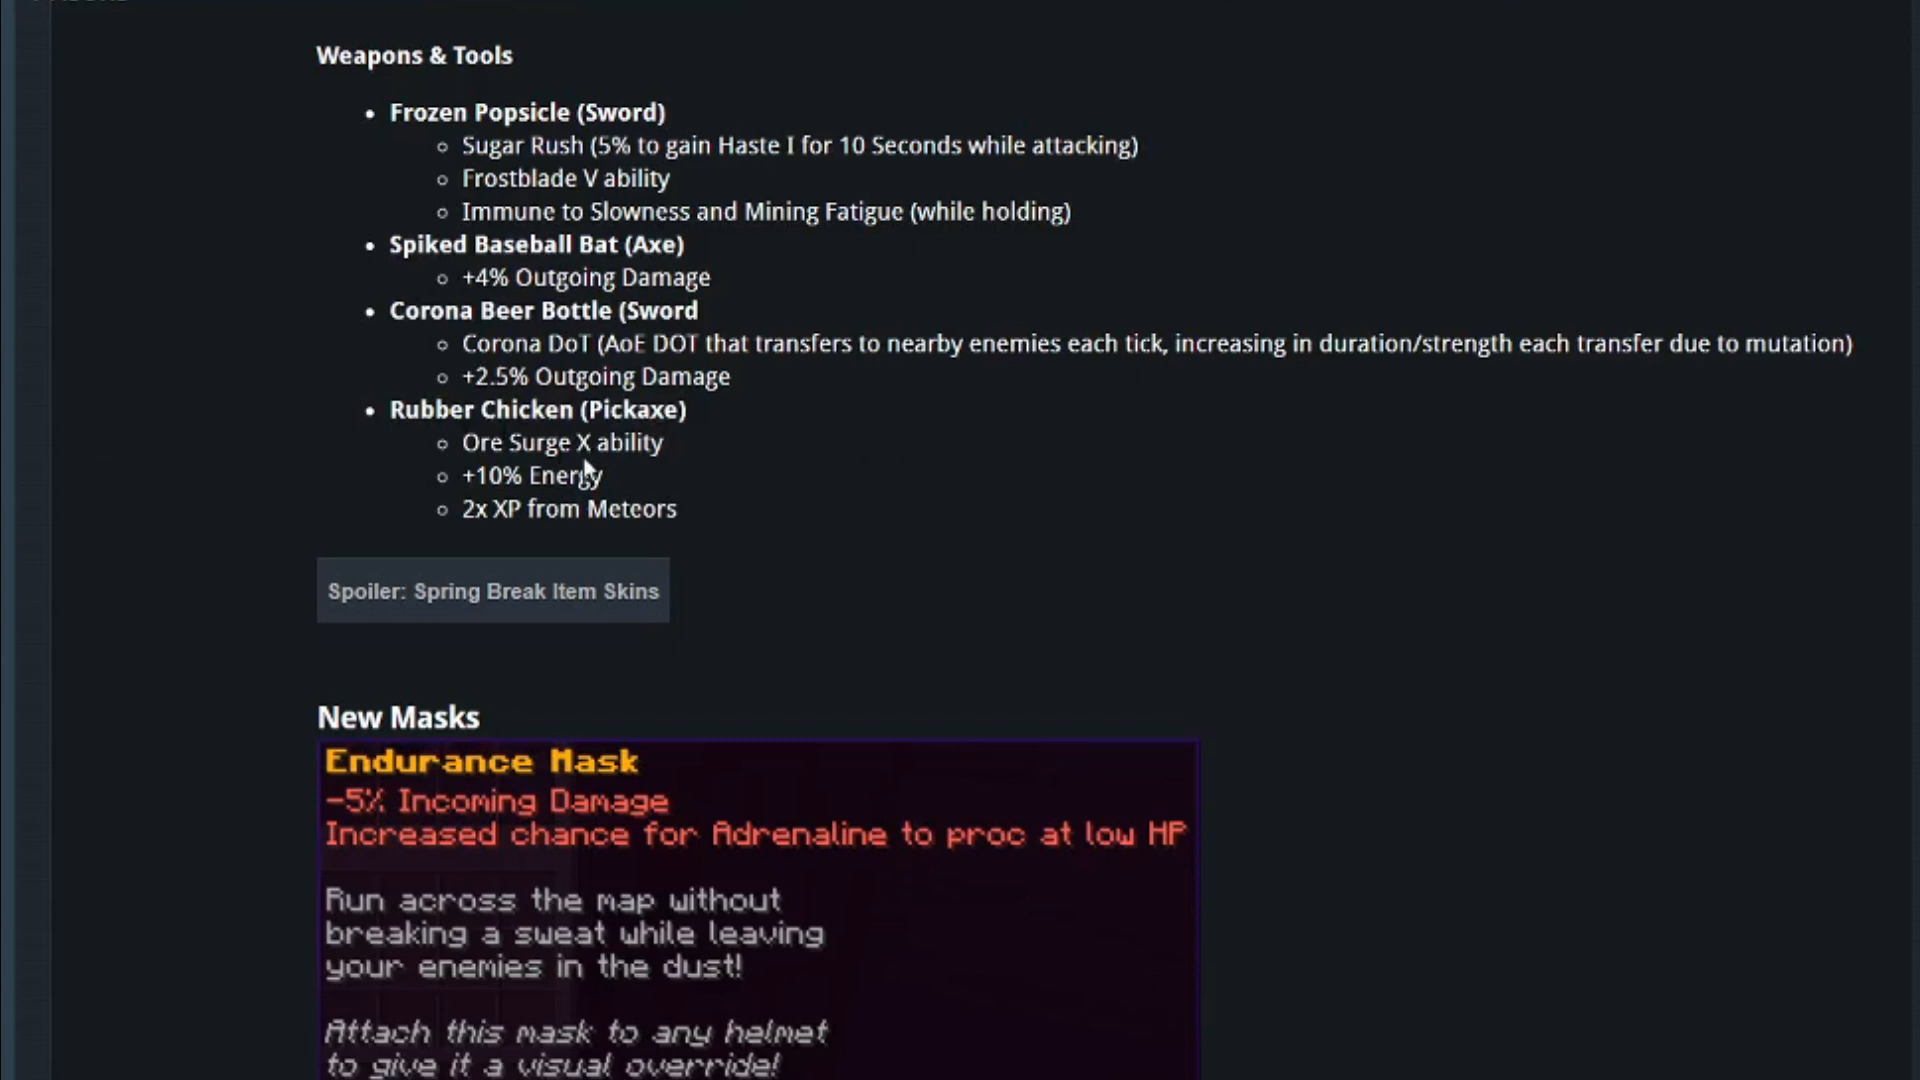 Weapons & Tools
Frozen Popsicle (Sword)
Sugar Rush (5% to gain Haste I for 10 Seconds while attacking)
Frostblade V ability
Immune to Slowness and Mining Fatigue (while holding)
Spiked Baseball Bat (Axe)
+4% Outgoing Damage
Corona Beer Bottle (Sword
Corona DoT (AoE DOT that transfers to nearby enemies each tick, increasing in duration/strength each transfer due to mutation)
+2.5% Outgoing Damage
Rubber Chicken (Pickaxe)
Ore Surge X ability
+10% Energy
2x XP from Meteors
Spoiler: Spring Break Item Skins
New Masks
Endurance Mask
-5% Incoming Damage
Increased chance for Adrenaline to proc at low HP
Run across the map without
breaking a sweat while leaving
your enemies in the dust!
Attach this mask to any helmet
to give it a visual override!